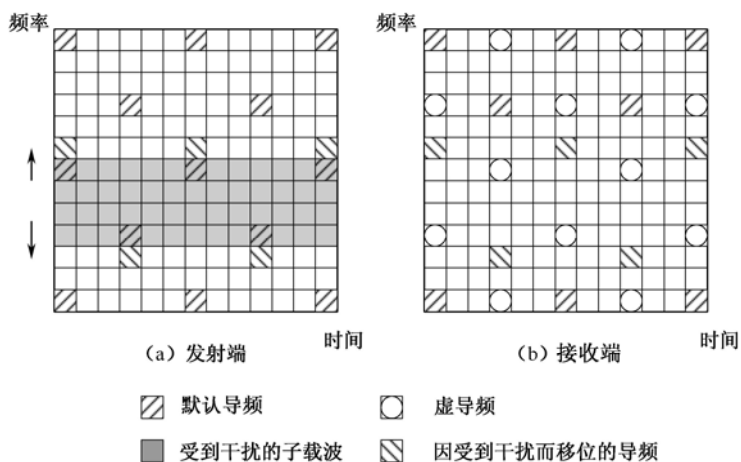 频率
频率
时间
时间
（a）发射端
（b）接收端
默认导频
虚导频
受到干扰的子载波
因受到干扰而移位的导频